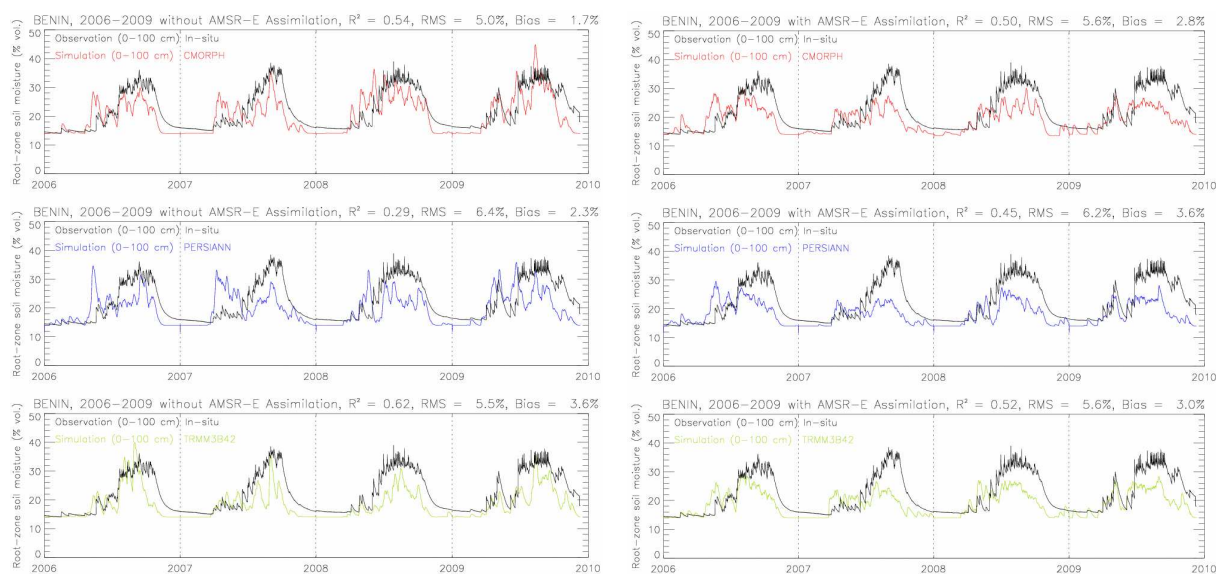 BENIN, 2006−2009 without AMSR−E Assimilation, R² = 0.54, RMS = 5.0%, Bias = 1.7%
Root−zone soil moisture (% vol.)
50
40
30
20
10
0
Observation (0−100 cm) In−situ
Simulation (0−100 cm) CMORPH
2006 2007 2008 2009 2010
BENIN, 2006−2009 with AMSR−E Assimilation, R² = 0.50, RMS = 5.6%, Bias = 2.8%
Root−zone soil moisture (% vol.)
50
40
30
20
10
0
Observation (0−100 cm) In−situ
Simulation (0−100 cm) CMORPH
2006 2007 2008 2009 2010
BENIN, 2006−2009 without AMSR−E Assimilation, R² = 0.29, RMS = 6.4%, Bias = 2.3%
Root−zone soil moisture (% vol.)
50
40
30
20
10
0
Observation (0−100 cm) In−situ
Simulation (0−100 cm) PERSIANN
2006 2007 2008 2009 2010
BENIN, 2006−2009 with AMSR−E Assimilation, R² = 0.45, RMS = 6.2%, Bias = 3.6%
Root−zone soil moisture (% vol.)
50
40
30
20
10
0
Observation (0−100 cm) In−situ
Simulation (0−100 cm) PERSIANN
2006 2007 2008 2009 2010
BENIN, 2006−2009 without AMSR−E Assimilation, R² = 0.62, RMS = 5.5%, Bias = 3.6%
Root−zone soil moisture (% vol.)
50
40
30
20
10
0
Observation (0−100 cm) In−situ
Simulation (0−100 cm) TRMM3B42
2006 2007 2008 2009 2010
BENIN, 2006−2009 with AMSR−E Assimilation, R² = 0.52, RMS = 5.6%, Bias = 3.0%
Root−zone soil moisture (% vol.)
50
40
30
20
10
0
Observation (0−100 cm) In−situ
Simulation (0−100 cm) TRMM3B42
2006 2007 2008 2009 2010